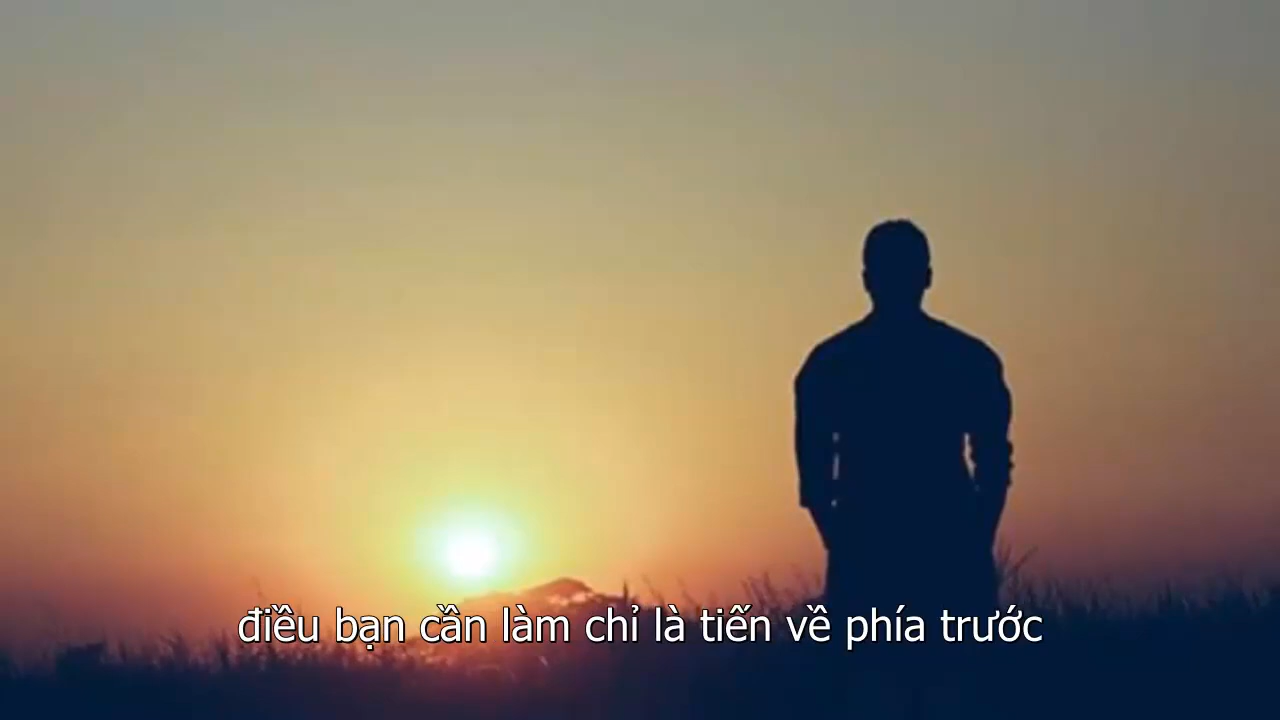 điều bạn cần làm chỉ là tiến về phía trước